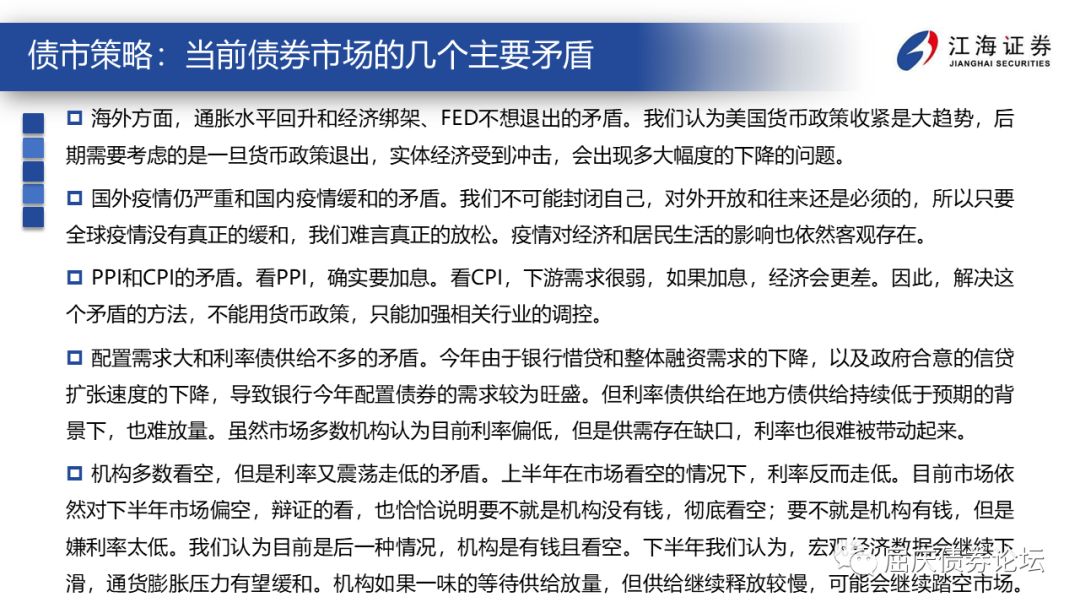 债市策略：当前债券市场的几个主要矛盾
江海证券
JIANGHAI SECURITIES
海外方面，通胀水平回升和经济绑架、FED不想退出的矛盾。我们认为美国货币政策收紧是大趋势，后
期需要考虑的是一旦货币政策退出，实体经济受到冲击，会出现多大幅度的下降的问题。
国外疫情仍严重和国内疫情缓和的矛盾。我们不可能封闭自己，对外开放和往来还是必须的，所以只要
全球疫情没有真正的缓和，我们难言真正的放松。疫情对经济和居民生活的影响也依然客观存在。
PPI和CPI的矛盾。看PPI，确实要加息。看CPI，下游需求很弱，如果加息，经济会更差。因此，解决这
个矛盾的方法，不能用货币政策，只能加强相关行业的调控。
配置需求大和利率债供给不多的矛盾。今年由于银行惜贷和整体融资需求的下降，以及政府合意的信贷
扩张速度的下降，导致银行今年配置债券的需求较为旺盛。但利率债供给在地方债供给持续低于预期的背
景下，也难放量。虽然市场多数机构认为目前利率偏低，但是供需存在缺口，利率也很难被带动起来。
机构多数看空，但是利率又震荡走低的矛盾。上半年在市场看空的情况下，利率反而走低。目前市场依
然对下半年市场偏空，辩证的看，也恰恰说明要不就是机构没有钱，彻底看空；要不就是机构有钱，但是
嫌利率太低。我们认为目前是后一种情况，机构是有钱且看空。下半年我们认为，宏观经济数据会继续下
滑，通货膨胀压力有望缓和。机构如果一味的等待供给放量，但供给继续释放较慢，可能会继续踏空市场。
屈庆债券论坛